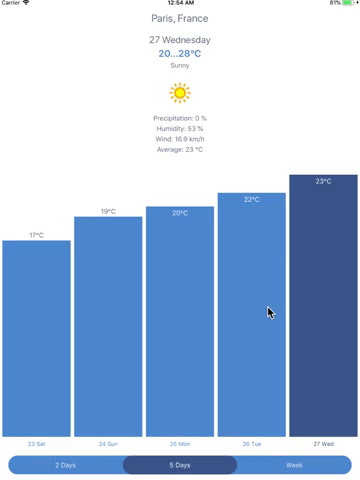 Carrier 12:54 AM 81%
Paris, France
27 Wednesday
20...28°C
Sunny
Precipitation: 0 %
Humidity: 53 %
Wind: 16.9 km/h
Average: 23 °C
17°C 19°C 20°C 22°C 23°C
23 Sat 24 Sun 25 Mon 26 Tue 27 Wed
2 Days 5 Days Week